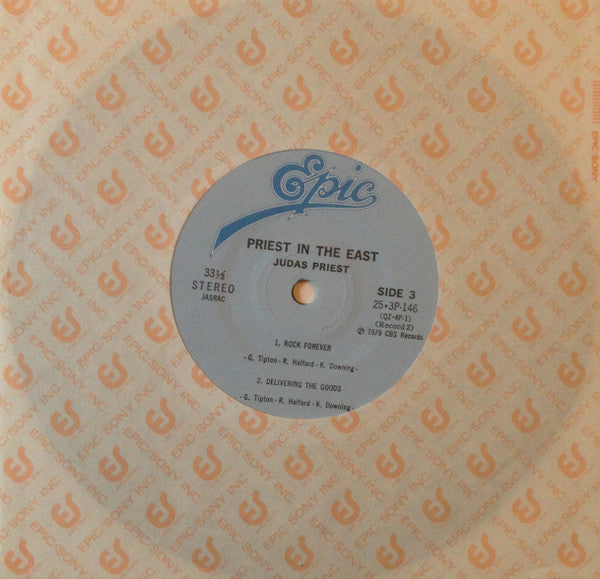 Epic
PRIEST IN THE EAST
JUDAS PRIEST
33⅓
STEREO
JASRAC
SIDE 3
25・3P-146
(QZ-4P-1)
(Record 2)
Ⓟ 1979 CBS Records
1. ROCK FOREVER
- G. Tipton - R. Halford - K. Downing -
2. DELIVERING THE GOODS
- G. Tipton - R. Halford - K. Downing -
EPIC·SONY INC.
EPIC·SONY